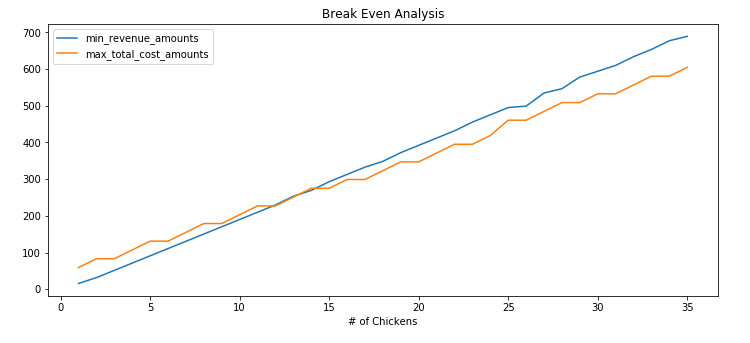 Break Even Analysis
min_revenue_amounts
max_total_cost_amounts
700
600
500
400
300
200
100
0
0 5 10 15 20 25 30 35
# of Chickens